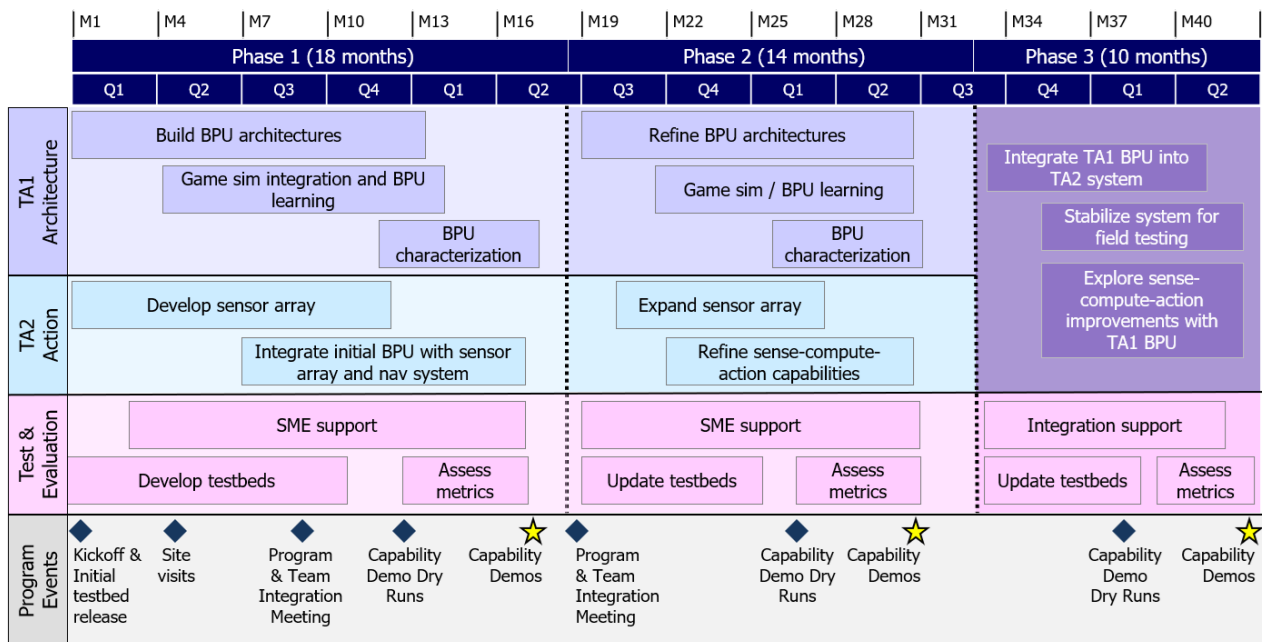 M1
M4
M7
M10
M13
M16
M19
M22
M25
M28
M31
M34
M37
M40
Phase 1 (18 months)
Phase 2 (14 months)
Phase 3 (10 months)
Q1
Q2
Q3
Q4
Q1
Q2
Q3
Q4
Q1
Q2
Q3
Q4
Q1
Q2
TA1
Architecture
Build BPU architectures
Game sim integration and BPU
learning
BPU
characterization
Refine BPU architectures
Game sim / BPU learning
BPU
characterization
Integrate TA1 BPU into
TA2 system
Stabilize system for
field testing
Explore sense-
compute-action
improvements with
TA1 BPU
TA2
Action
Develop sensor array
Integrate initial BPU with sensor
array and nav system
Expand sensor array
Refine sense-compute-
action capabilities
Test &
Evaluation
SME support
Develop testbeds
Assess
metrics
SME support
Update testbeds
Assess
metrics
Integration support
Update testbeds
Assess
metrics
Program
Events
Kickoff &
Initial
testbed
release
Site
visits
Program
& Team
Integration
Meeting
Capability
Demo Dry
Runs
Capability
Demos
Program
& Team
Integration
Meeting
Capability
Demo Dry
Runs
Capability
Demos
Capability
Demo
Dry Runs
Capability
Demos